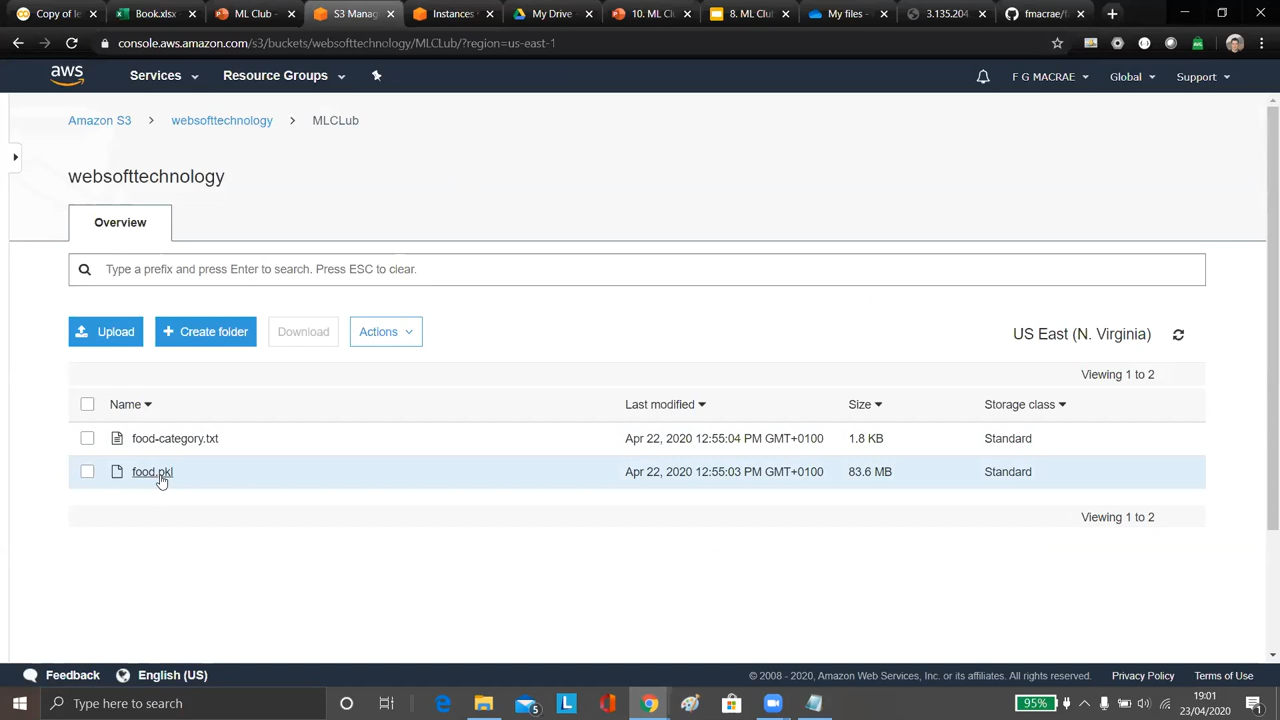 Copy of le
Book.xlsx
ML Club -
S3 Manag
Instances
My Drive
10. ML Clu
8. ML Clu
My files -
3.135.204
fmacrae/f
console.aws.amazon.com/s3/buckets/websofttechnology/MLCLub/?region=us-east-1
aws
Services
Resource Groups
F G MACRAE
Global
Support
Amazon S3
websofttechnology
MLCLub
websofttechnology
Overview
Type a prefix and press Enter to search. Press ESC to clear.
Upload
Create folder
Download
Actions
US East (N. Virginia)
Viewing 1 to 2
Name
Last modified
Size
Storage class
food-category.txt
Apr 22, 2020 12:55:04 PM GMT+0100
1.8 KB
Standard
food.pkl
Apr 22, 2020 12:55:03 PM GMT+0100
83.6 MB
Standard
Viewing 1 to 2
Feedback
English (US)
© 2008 - 2020, Amazon Web Services, Inc. or its affiliates. All rights reserved.
Privacy Policy
Terms of Use
Type here to search
L
5
95%
19:01
23/04/2020
1